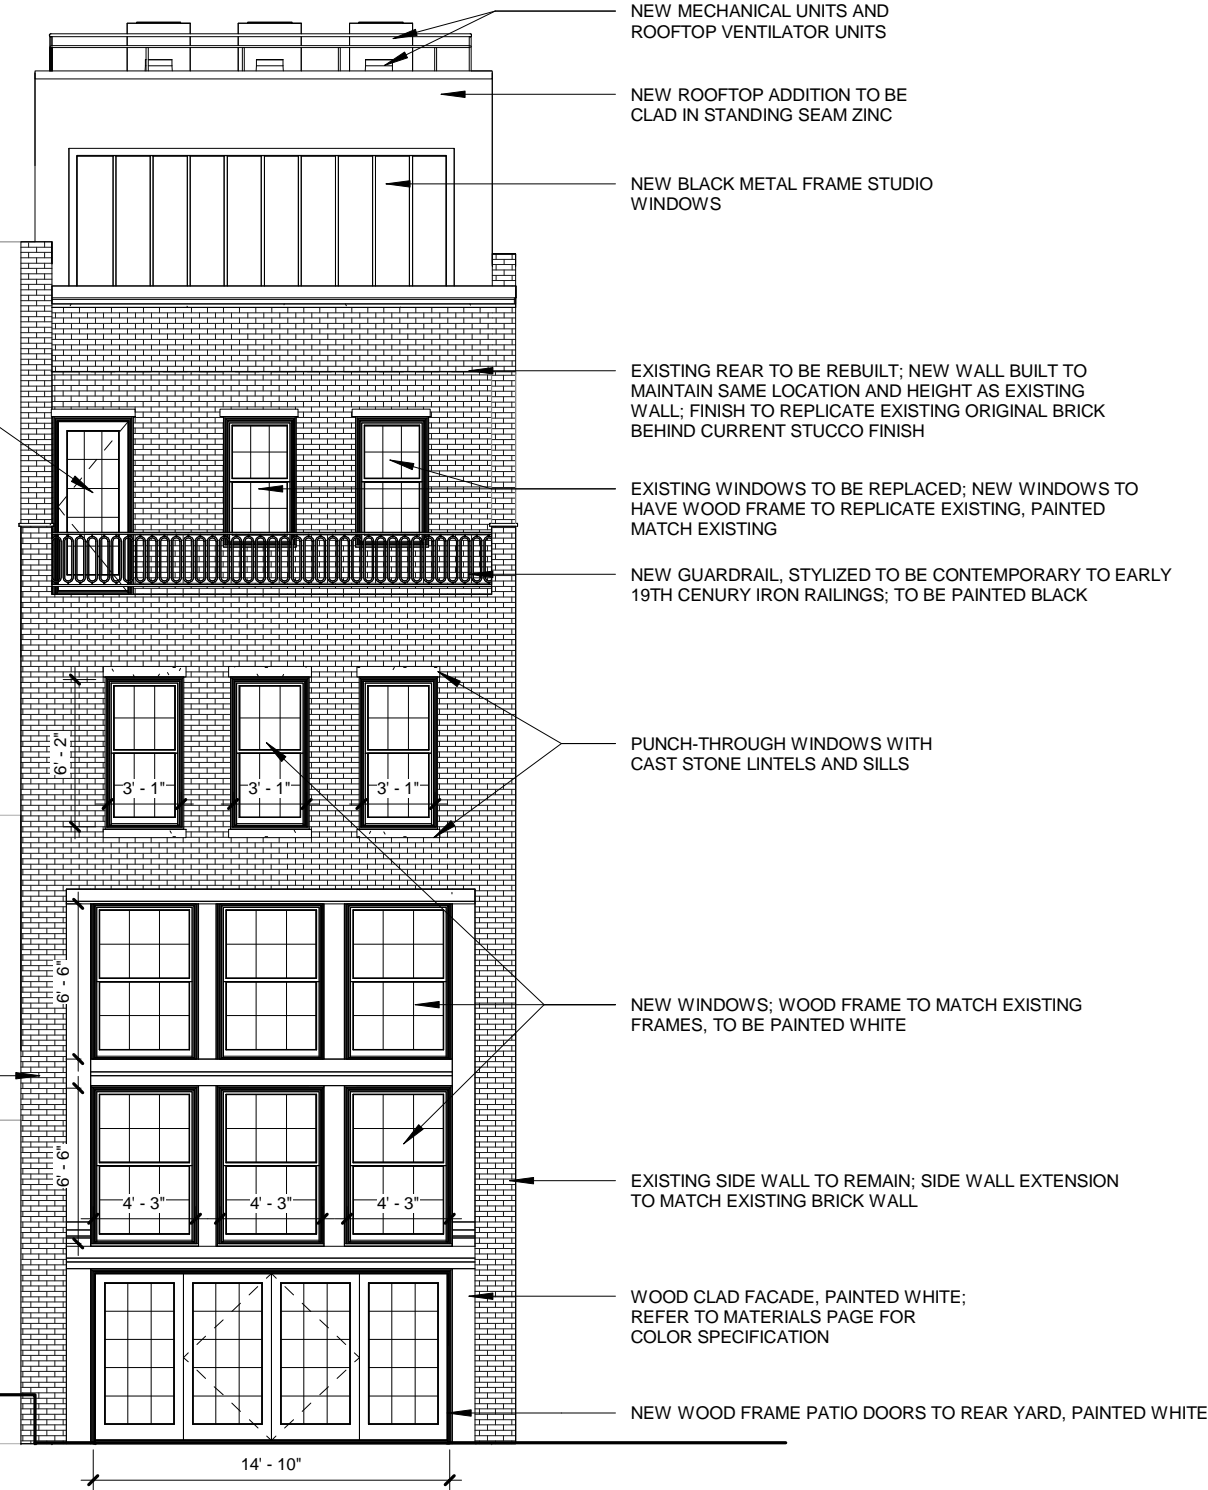 NEW MECHANICAL UNITS AND
ROOFTOP VENTILATOR UNITS
NEW ROOFTOP ADDITION TO BE
CLAD IN STANDING SEAM ZINC
NEW BLACK METAL FRAME STUDIO
WINDOWS
EXISTING REAR TO BE REBUILT; NEW WALL BUILT TO
MAINTAIN SAME LOCATION AND HEIGHT AS EXISTING
WALL; FINISH TO REPLICATE EXISTING ORIGINAL BRICK
BEHIND CURRENT STUCCO FINISH
EXISTING WINDOWS TO BE REPLACED; NEW WINDOWS TO
HAVE WOOD FRAME TO REPLICATE EXISTING, PAINTED
MATCH EXISTING
NEW GUARDRAIL, STYLIZED TO BE CONTEMPORARY TO EARLY
19TH CENURY IRON RAILINGS; TO BE PAINTED BLACK
6' - 2"
3' - 1"
3' - 1"
3' - 1"
PUNCH-THROUGH WINDOWS WITH
CAST STONE LINTELS AND SILLS
6' - 6"
NEW WINDOWS; WOOD FRAME TO MATCH EXISTING
FRAMES, TO BE PAINTED WHITE
6' - 6"
4' - 3"
4' - 3"
4' - 3"
EXISTING SIDE WALL TO REMAIN; SIDE WALL EXTENSION
TO MATCH EXISTING BRICK WALL
WOOD CLAD FACADE, PAINTED WHITE;
REFER TO MATERIALS PAGE FOR
COLOR SPECIFICATION
NEW WOOD FRAME PATIO DOORS TO REAR YARD, PAINTED WHITE
14' - 10"